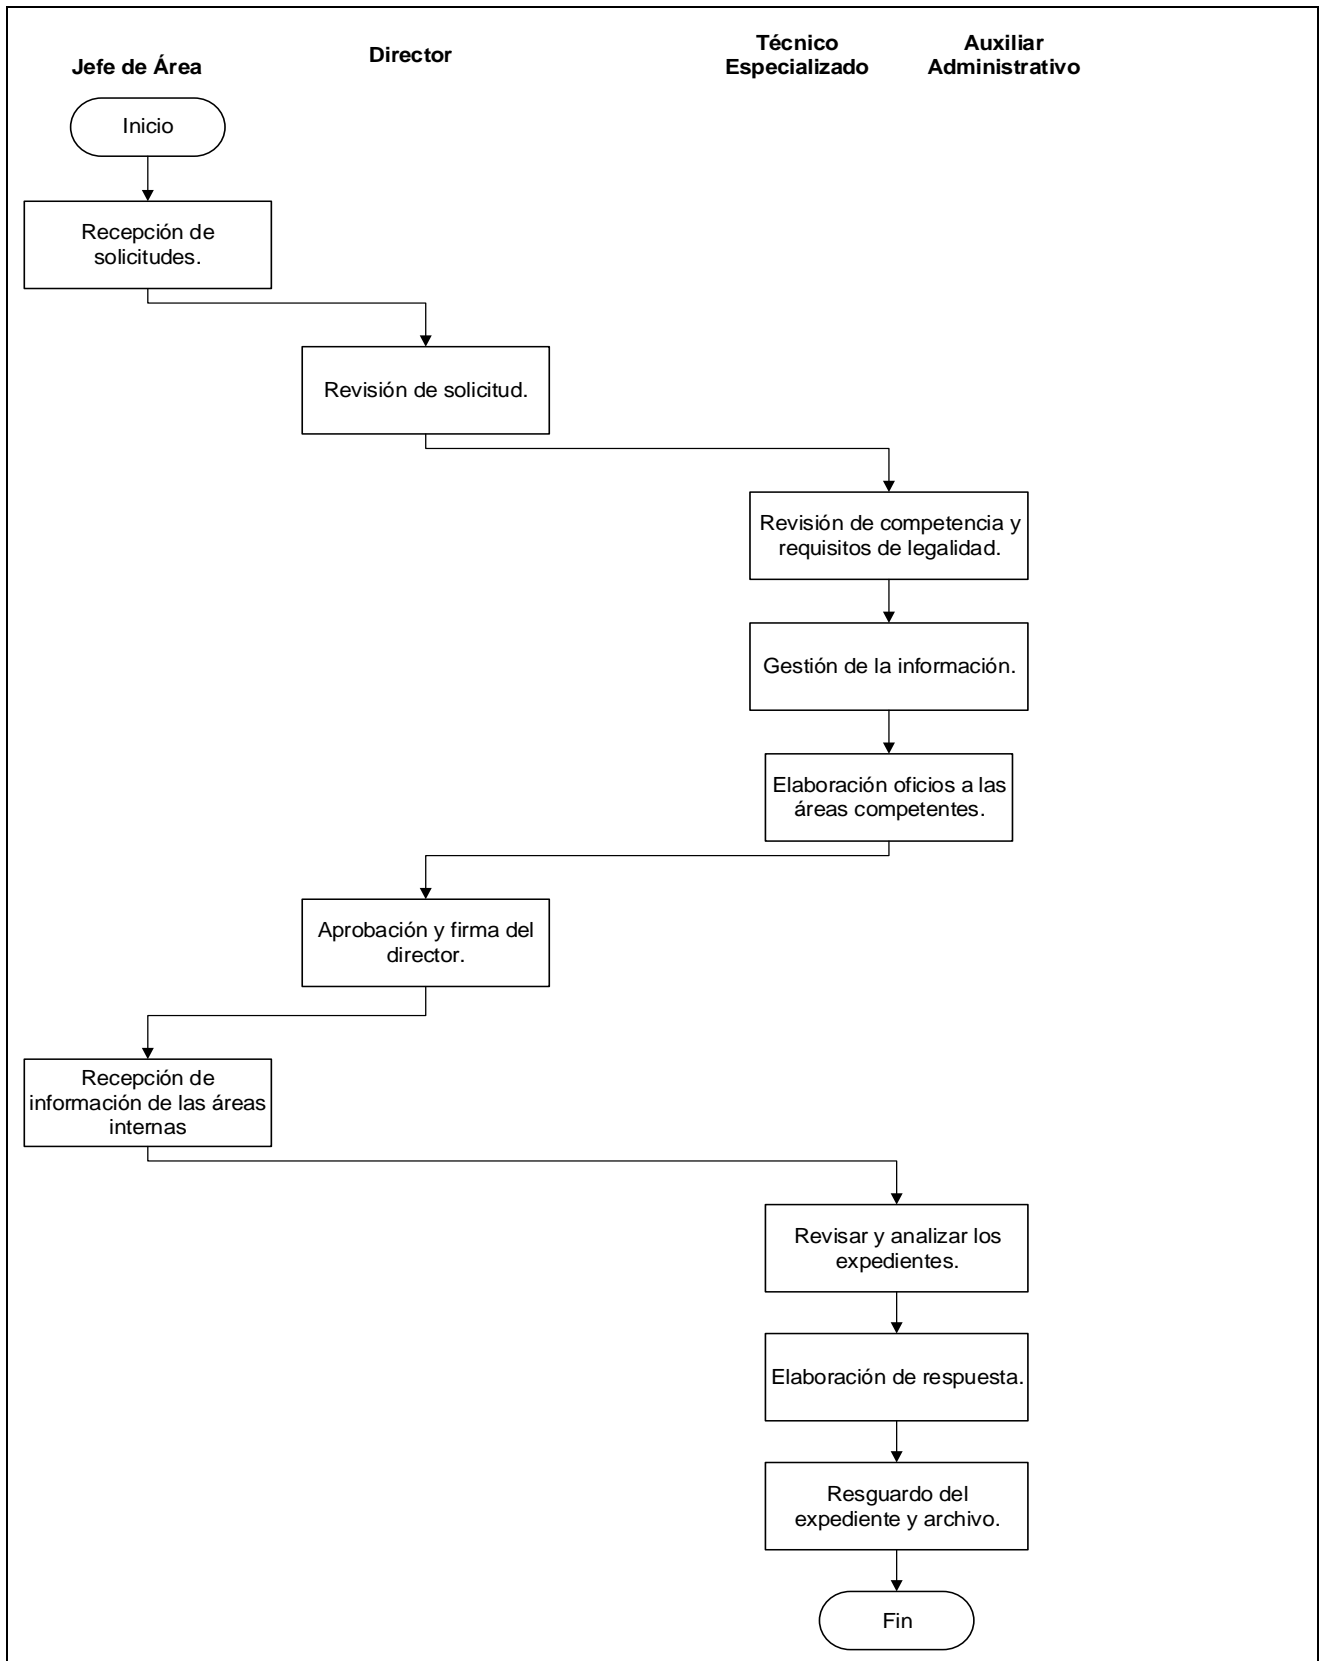 Jefe de Área
Director
Técnico
Especializado
Auxiliar
Administrativo
Inicio
Recepción de
solicitudes.
Revisión de solicitud.
Revisión de competencia y
requisitos de legalidad.
Gestión de la información.
Elaboración oficios a las
áreas competentes.
Aprobación y firma del
director.
Recepción de
información de las áreas
internas
Revisar y analizar los
expedientes.
Elaboración de respuesta.
Resguardo del
expediente y archivo.
Fin